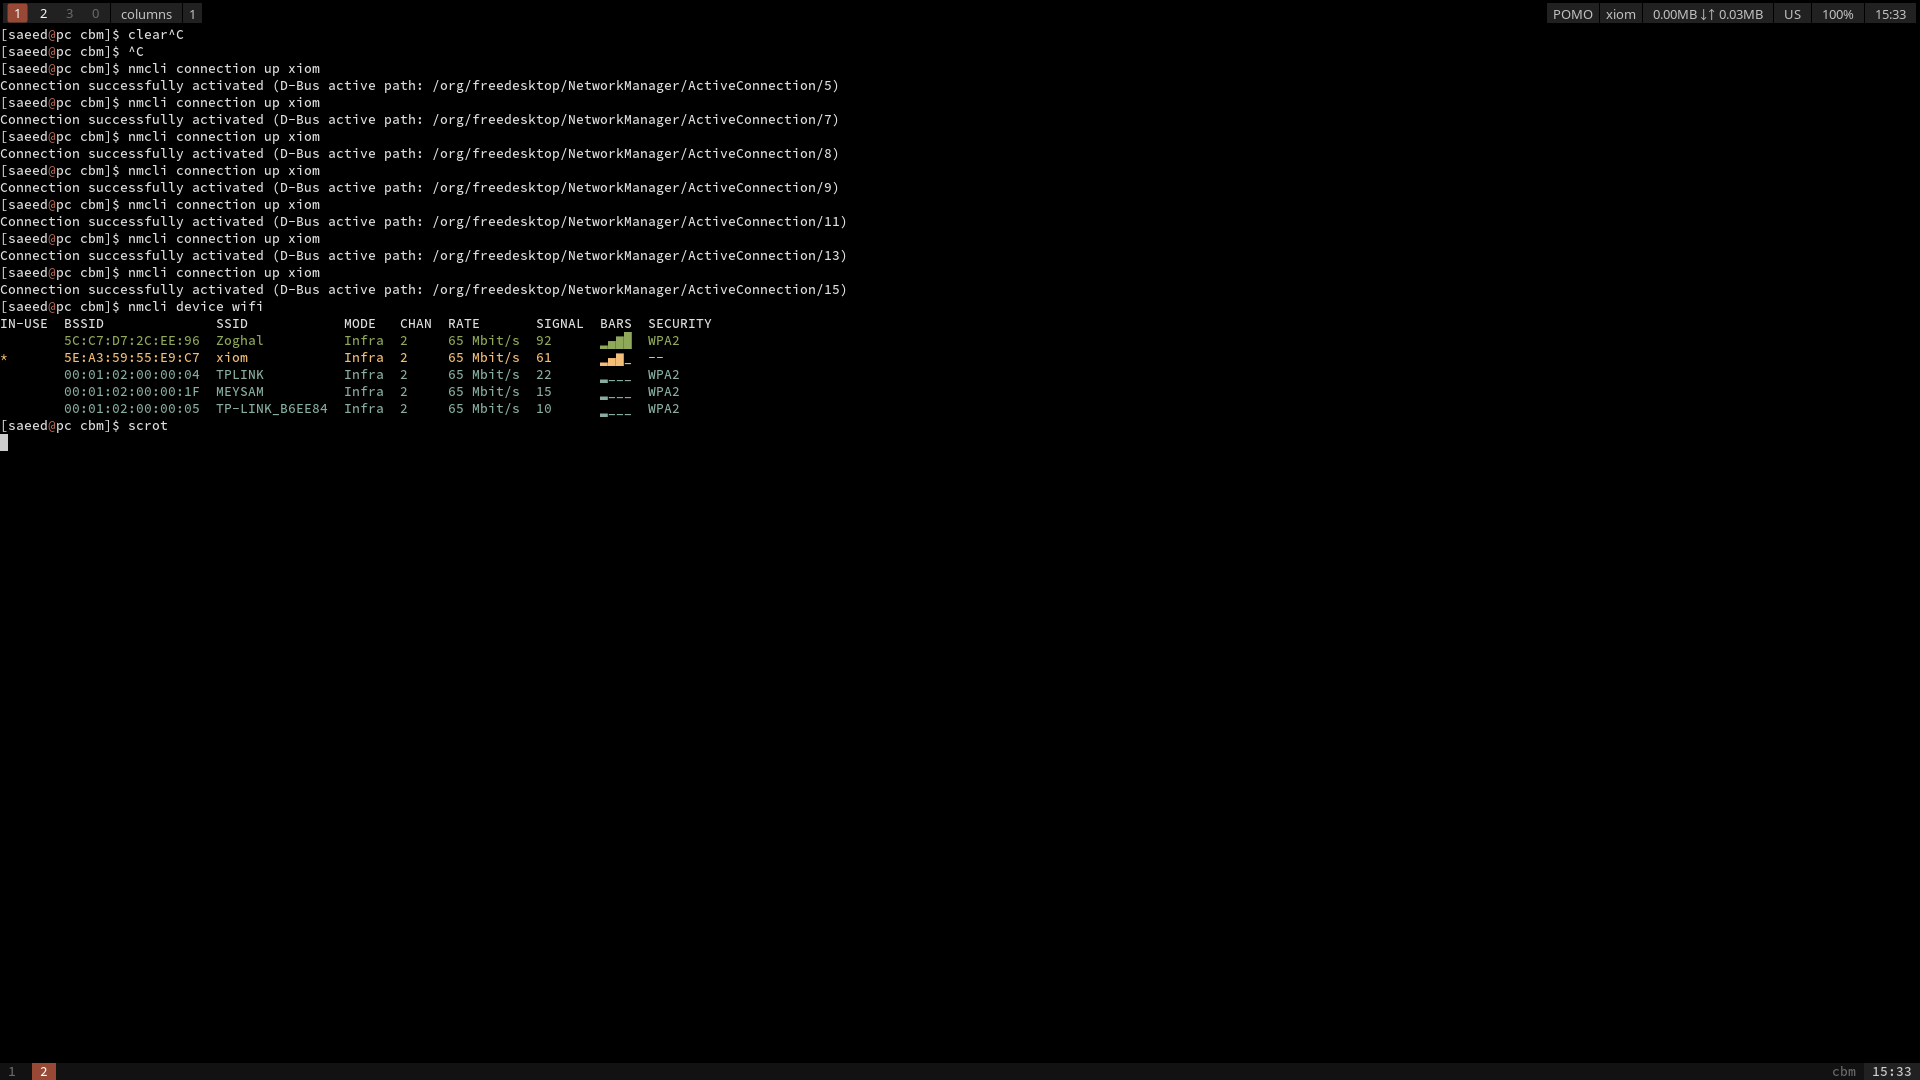 1 2 3 0 columns 1 POMO xiom 0.00MB ↓↑ 0.03MB US 100% 15:33
[saeed@pc cbm]$ clear^C
[saeed@pc cbm]$ ^C
[saeed@pc cbm]$ nmcli connection up xiom
Connection successfully activated (D-Bus active path: /org/freedesktop/NetworkManager/ActiveConnection/5)
[saeed@pc cbm]$ nmcli connection up xiom
Connection successfully activated (D-Bus active path: /org/freedesktop/NetworkManager/ActiveConnection/7)
[saeed@pc cbm]$ nmcli connection up xiom
Connection successfully activated (D-Bus active path: /org/freedesktop/NetworkManager/ActiveConnection/8)
[saeed@pc cbm]$ nmcli connection up xiom
Connection successfully activated (D-Bus active path: /org/freedesktop/NetworkManager/ActiveConnection/9)
[saeed@pc cbm]$ nmcli connection up xiom
Connection successfully activated (D-Bus active path: /org/freedesktop/NetworkManager/ActiveConnection/11)
[saeed@pc cbm]$ nmcli connection up xiom
Connection successfully activated (D-Bus active path: /org/freedesktop/NetworkManager/ActiveConnection/13)
[saeed@pc cbm]$ nmcli connection up xiom
Connection successfully activated (D-Bus active path: /org/freedesktop/NetworkManager/ActiveConnection/15)
[saeed@pc cbm]$ nmcli device wifi
IN-USE  BSSID              SSID            MODE   CHAN  RATE       SIGNAL  BARS  SECURITY
        5C:C7:D7:2C:EE:96  Zoghal          Infra  2     65 Mbit/s  92      ▂▄▆█  WPA2
*       5E:A3:59:55:E9:C7  xiom            Infra  2     65 Mbit/s  61      ▂▄▆_  --
        00:01:02:00:00:04  TPLINK          Infra  2     65 Mbit/s  22      ▂___  WPA2
        00:01:02:00:00:1F  MEYSAM          Infra  2     65 Mbit/s  15      ▂___  WPA2
        00:01:02:00:00:05  TP-LINK_B6EE84  Infra  2     65 Mbit/s  10      ▂___  WPA2
[saeed@pc cbm]$ scrot
1 2 cbm 15:33